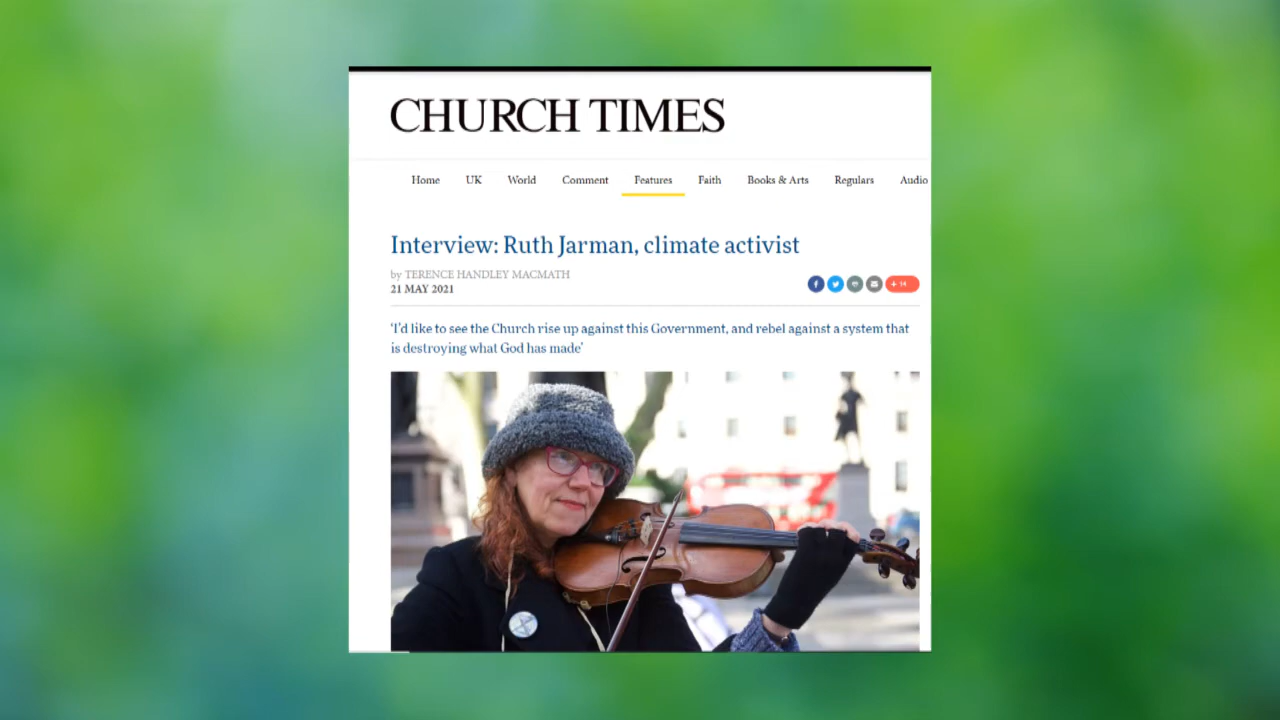 CHURCH TIMES
Home UK World Comment Features Faith Books & Arts Regulars Audio
Interview: Ruth Jarman, climate activist
by TERENCE HANDLEY MACMATH
21 MAY 2021
14
'I'd like to see the Church rise up against this Government, and rebel against a system that
is destroying what God has made'